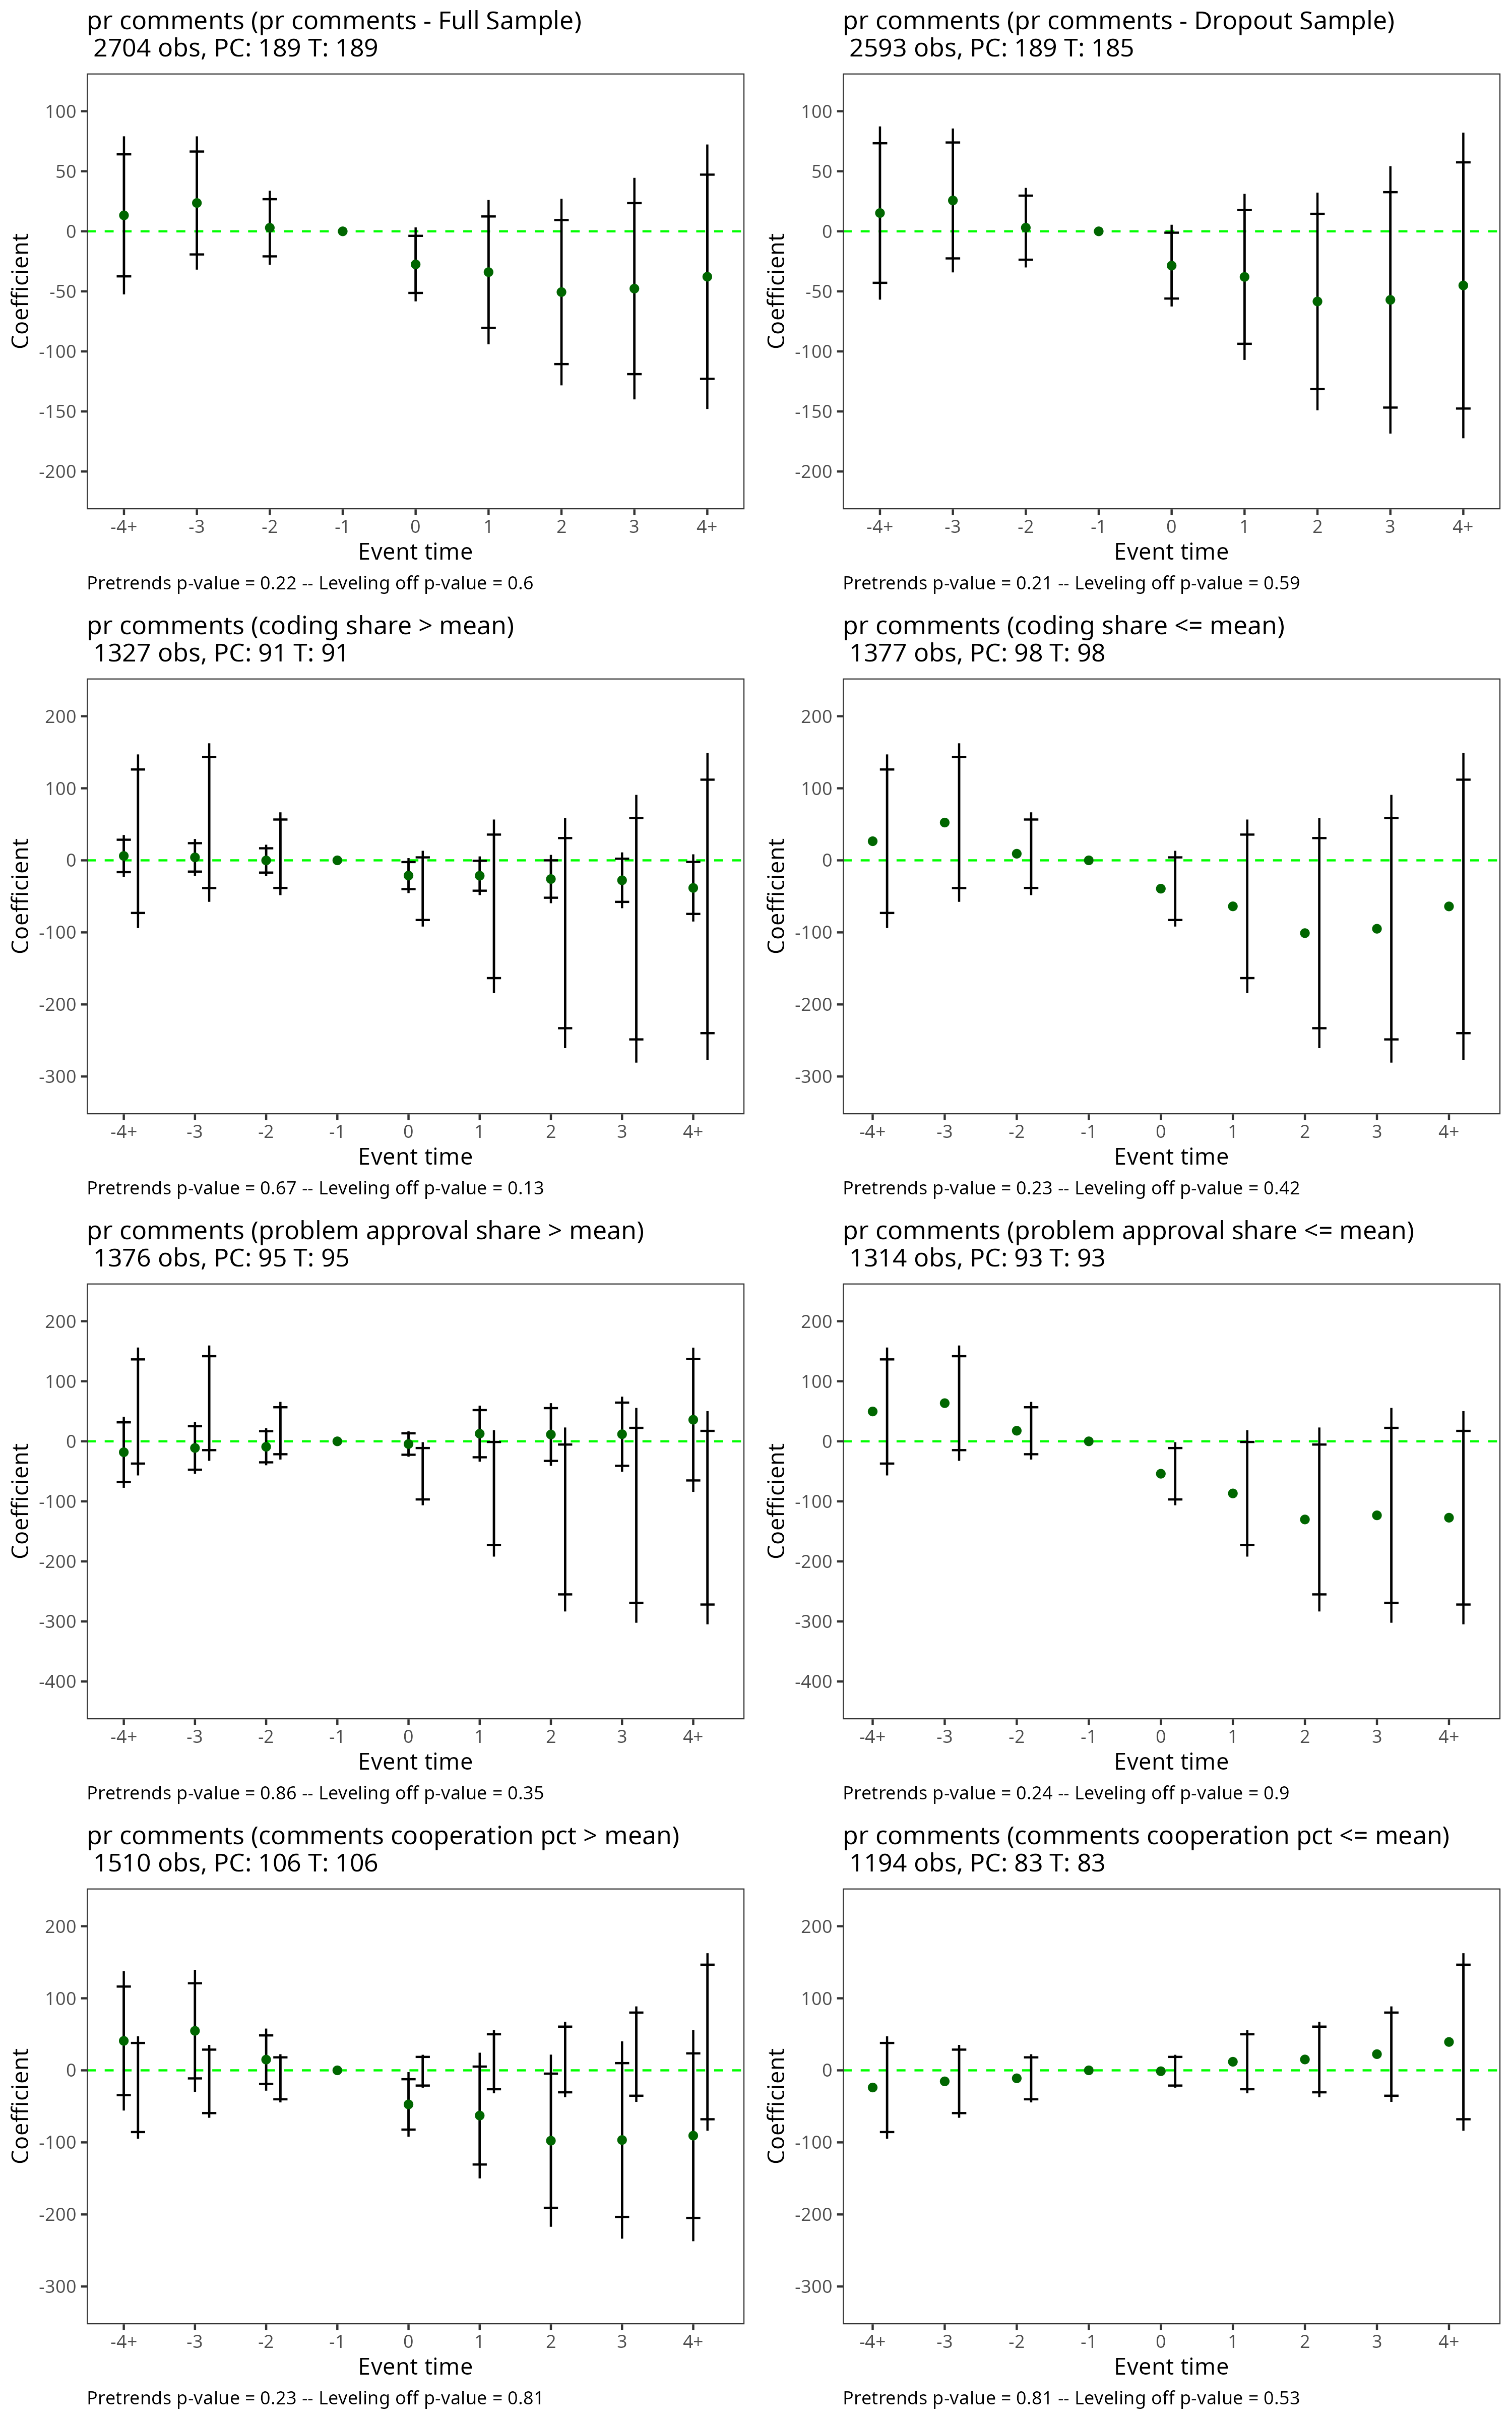 pr comments (pr comments - Full Sample)
2704 obs, PC: 189 T: 189
100
50
0
-50
-100
-150
-200
Coefficient
-4+ -3 -2 -1 0 1 2 3 4+
Event time
Pretrends p-value = 0.22 -- Leveling off p-value = 0.6
pr comments (pr comments - Dropout Sample)
2593 obs, PC: 189 T: 185
100
50
0
-50
-100
-150
-200
Coefficient
-4+ -3 -2 -1 0 1 2 3 4+
Event time
Pretrends p-value = 0.21 -- Leveling off p-value = 0.59
pr comments (coding share > mean)
1327 obs, PC: 91 T: 91
200
100
0
-100
-200
-300
Coefficient
-4+ -3 -2 -1 0 1 2 3 4+
Event time
Pretrends p-value = 0.67 -- Leveling off p-value = 0.13
pr comments (coding share <= mean)
1377 obs, PC: 98 T: 98
200
100
0
-100
-200
-300
Coefficient
-4+ -3 -2 -1 0 1 2 3 4+
Event time
Pretrends p-value = 0.23 -- Leveling off p-value = 0.42
pr comments (problem approval share > mean)
1376 obs, PC: 95 T: 95
200
100
0
-100
-200
-300
-400
Coefficient
-4+ -3 -2 -1 0 1 2 3 4+
Event time
Pretrends p-value = 0.86 -- Leveling off p-value = 0.35
pr comments (problem approval share <= mean)
1314 obs, PC: 93 T: 93
200
100
0
-100
-200
-300
-400
Coefficient
-4+ -3 -2 -1 0 1 2 3 4+
Event time
Pretrends p-value = 0.24 -- Leveling off p-value = 0.9
pr comments (comments cooperation pct > mean)
1510 obs, PC: 106 T: 106
200
100
0
-100
-200
-300
Coefficient
-4+ -3 -2 -1 0 1 2 3 4+
Event time
Pretrends p-value = 0.23 -- Leveling off p-value = 0.81
pr comments (comments cooperation pct <= mean)
1194 obs, PC: 83 T: 83
200
100
0
-100
-200
-300
Coefficient
-4+ -3 -2 -1 0 1 2 3 4+
Event time
Pretrends p-value = 0.81 -- Leveling off p-value = 0.53